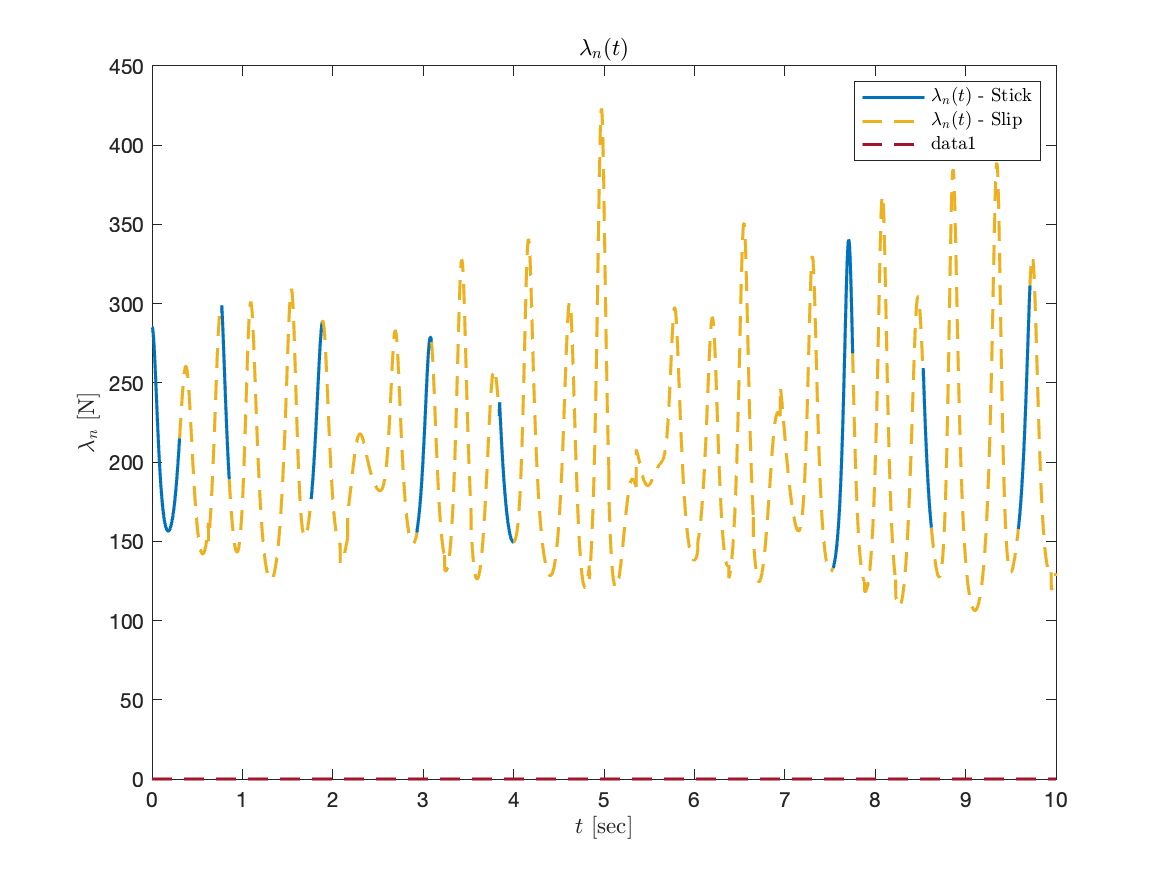 λₙ(t)
450
400
350
300
250
200
150
100
50
0
λₙ [N]
λₙ(t) - Stick
λₙ(t) - Slip
data1
0 1 2 3 4 5 6 7 8 9 10
t [sec]